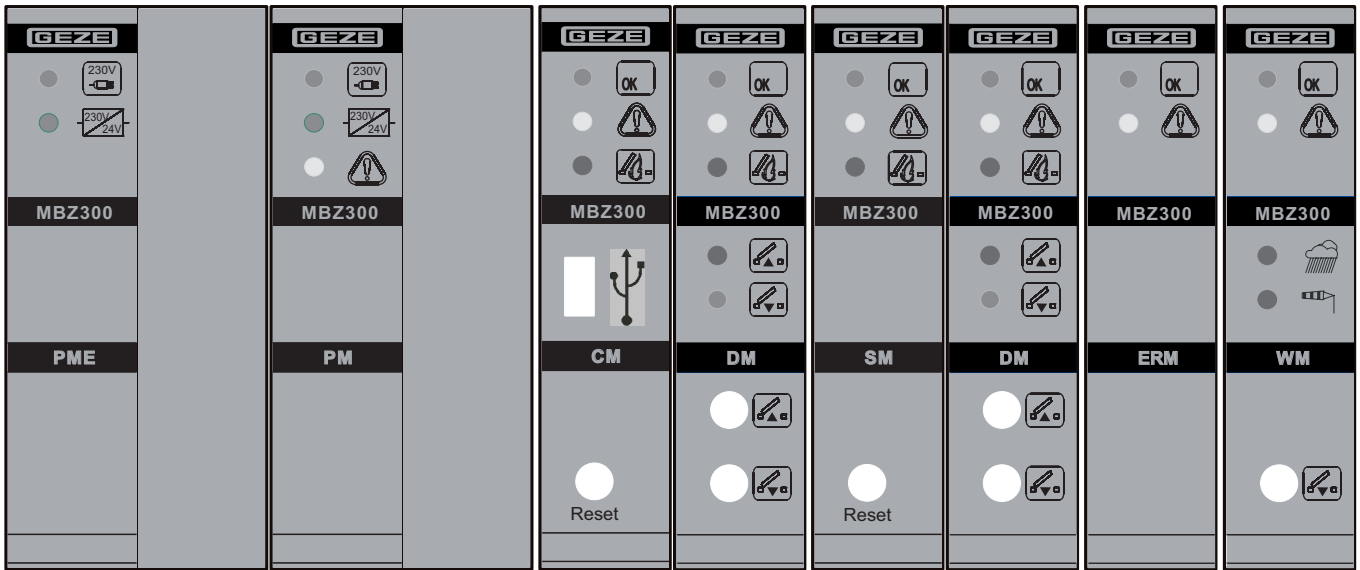 GEZE GEZE GEZE GEZE GEZE GEZE GEZE GEZE
230V 230V OK OK OK OK OK OK
230V 24V 230V 24V
MBZ300 MBZ300 MBZ300 MBZ300 MBZ300 MBZ300 MBZ300 MBZ300
PME PM CM DM SM DM ERM WM
Reset Reset